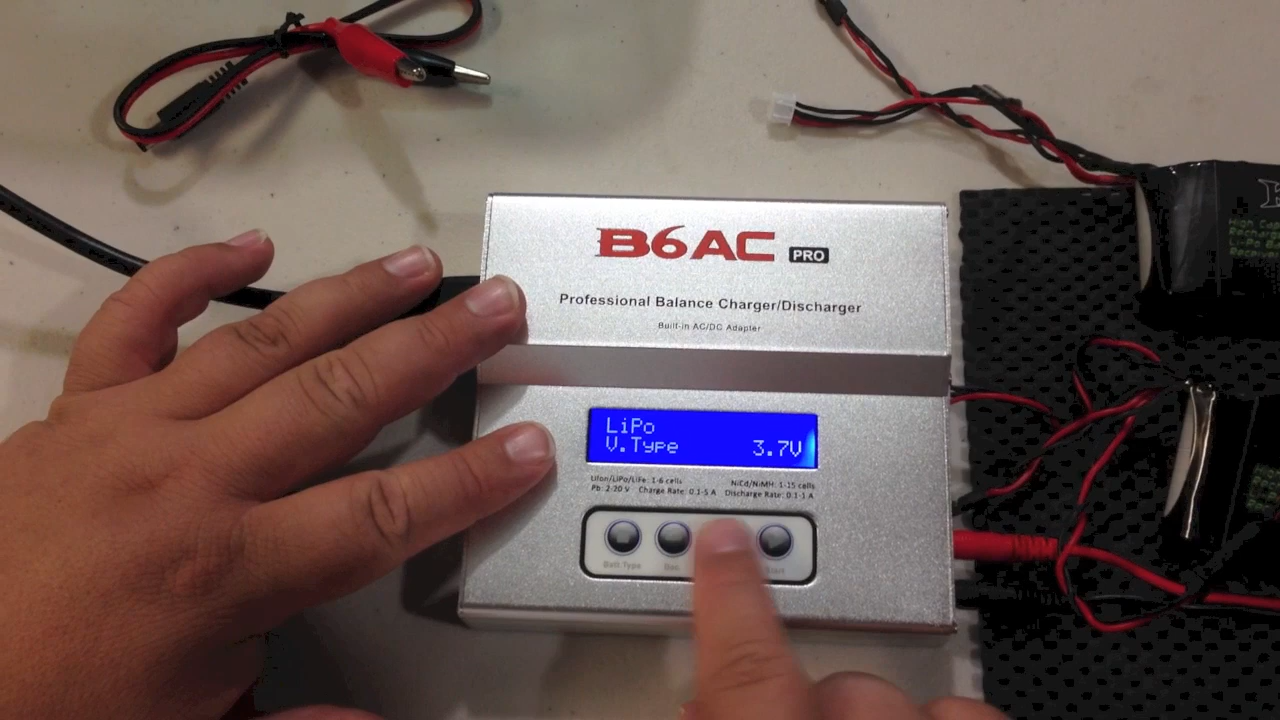 B6AC PRO
Professional Balance Charger/Discharger
Built-in AC/DC Adapter
LiPo
V.Type 3.7V
LiIon/LiPo/LiFe: 1-6 cells NiCd/NiMH: 1-15 cells
Pb: 2-20 V Charge Rate: 0.1-5 A Discharge Rate: 0.1-1 A
Batt.Type Dec.